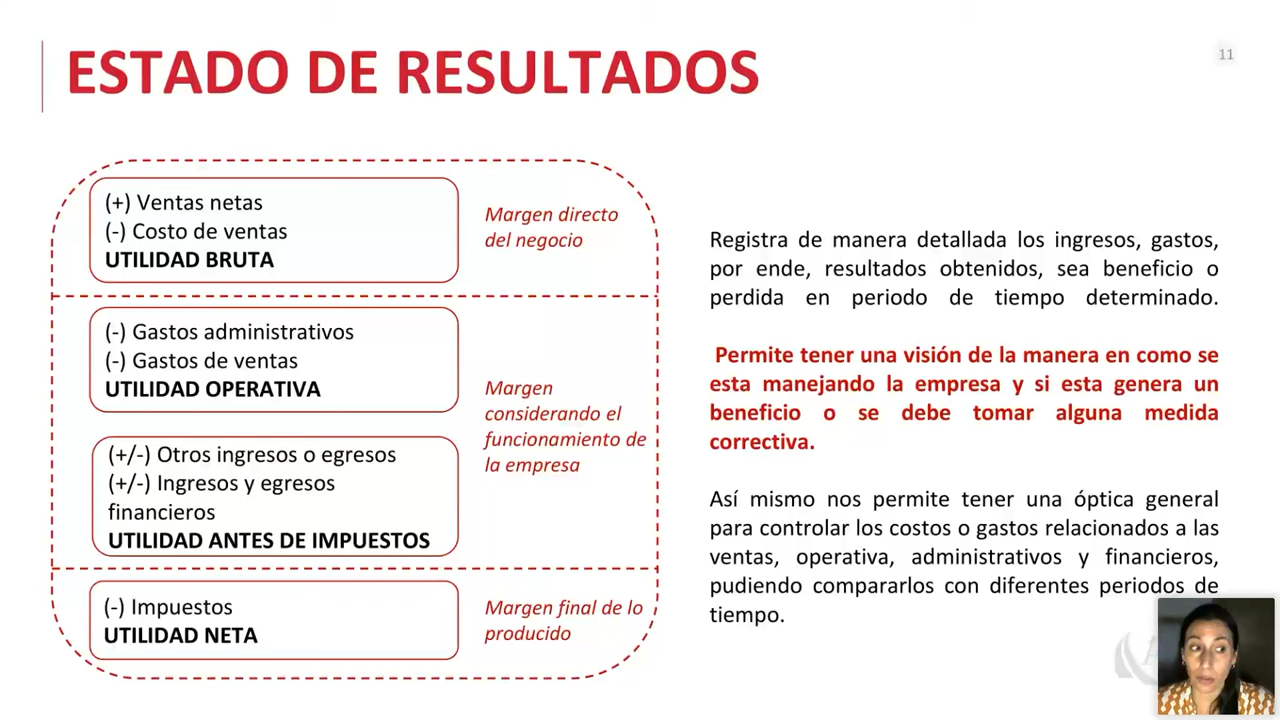 ESTADO DE RESULTADOS
11
(+) Ventas netas
(-) Costo de ventas
UTILIDAD BRUTA
Margen directo
del negocio
(-) Gastos administrativos
(-) Gastos de ventas
UTILIDAD OPERATIVA
(+/-) Otros ingresos o egresos
(+/-) Ingresos y egresos
financieros
UTILIDAD ANTES DE IMPUESTOS
Margen
considerando el
funcionamiento de
la empresa
(-) Impuestos
UTILIDAD NETA
Margen final de lo
producido
Registra de manera detallada los ingresos, gastos,
por ende, resultados obtenidos, sea beneficio o
perdida en periodo de tiempo determinado.
Permite tener una visión de la manera en como se
esta manejando la empresa y si esta genera un
beneficio o se debe tomar alguna medida
correctiva.
Así mismo nos permite tener una óptica general
para controlar los costos o gastos relacionados a las
ventas, operativa, administrativos y financieros,
pudiendo compararlos con diferentes periodos de
tiempo.